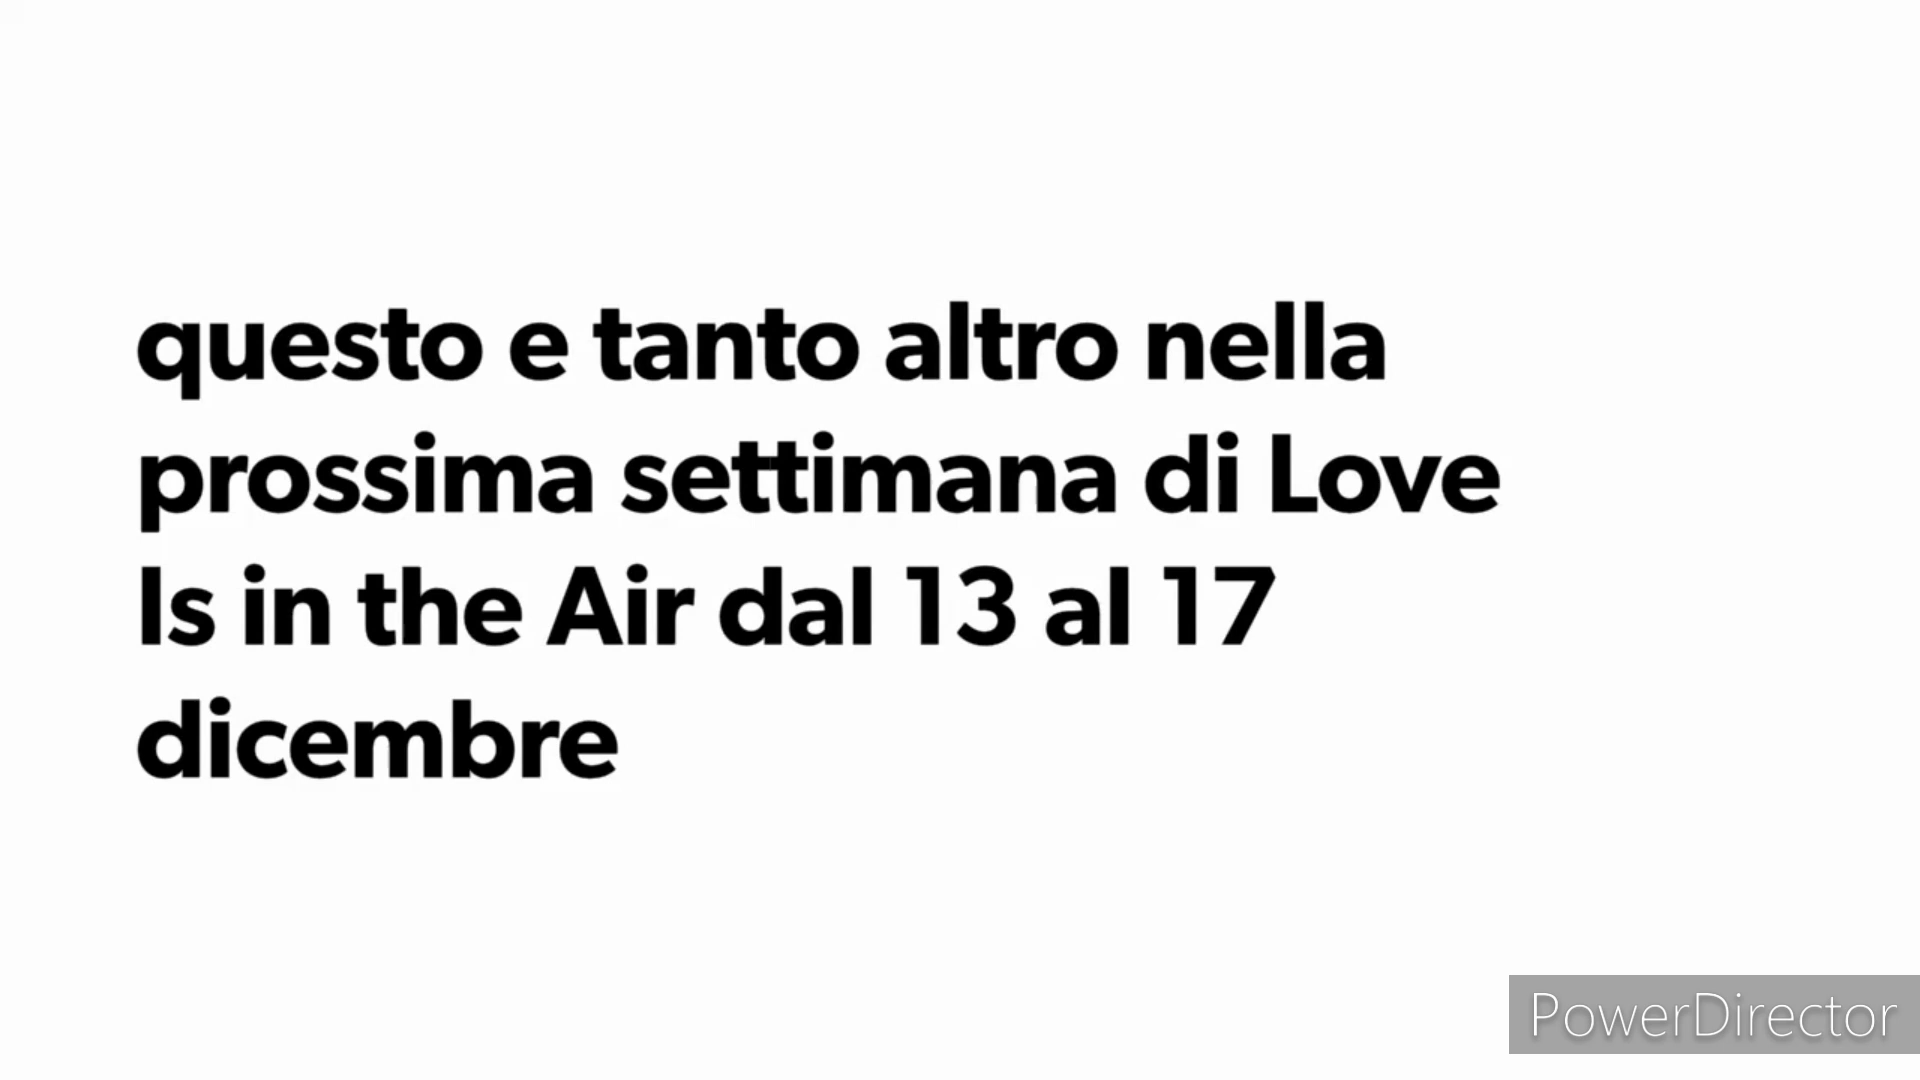 questo e tanto altro nella
prossima settimana di Love
Is in the Air dal 13 al 17
dicembre
PowerDirector